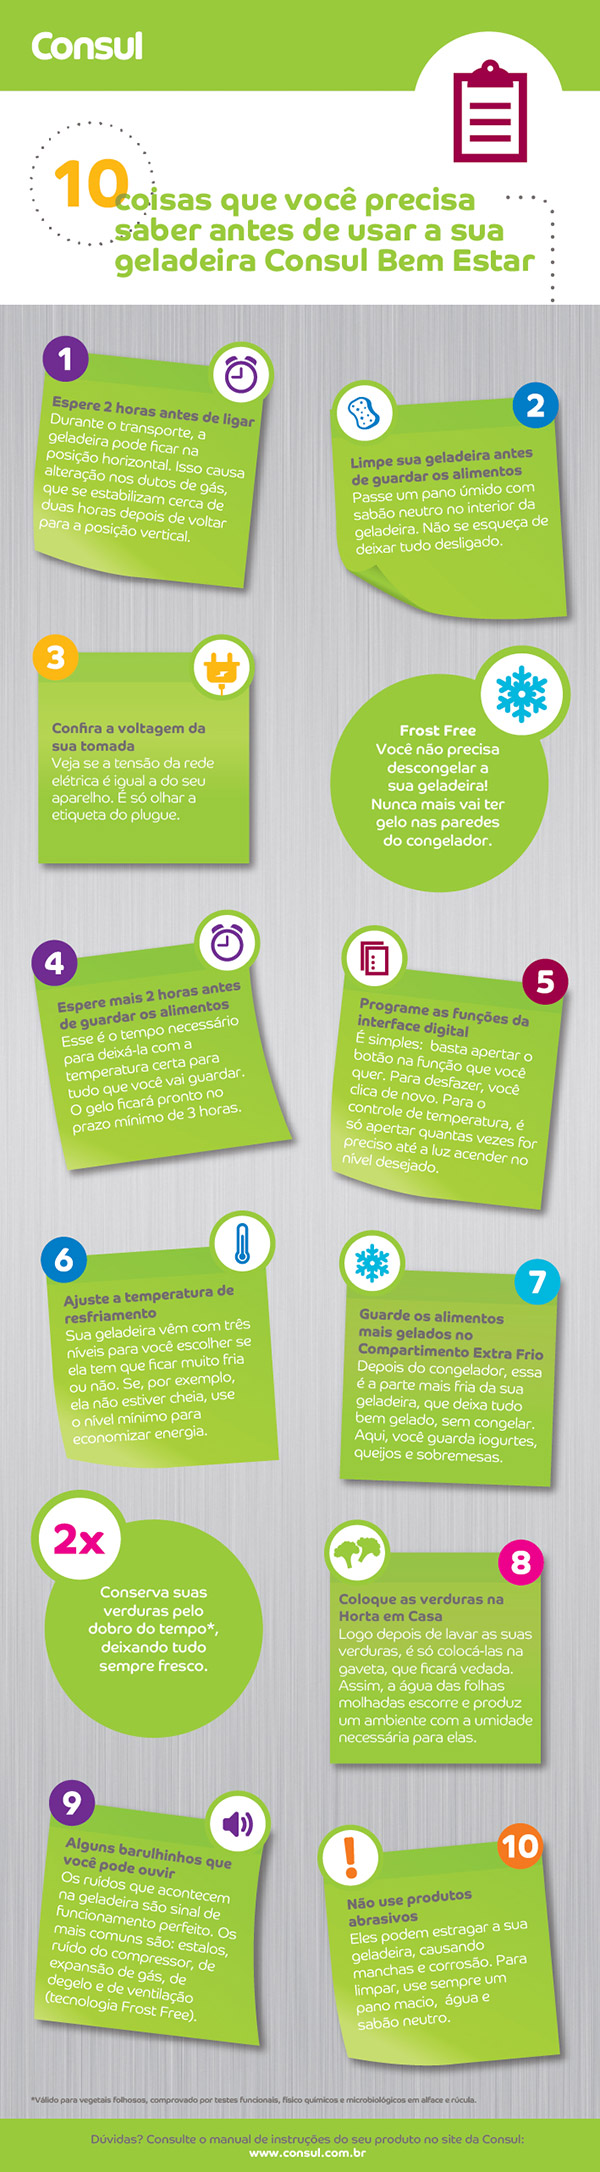 Consul
10
coisas que você precisa
saber antes de usar a sua
geladeira Consul Bem Estar
1
Espere 2 horas antes de ligar
Durante o transporte, a
geladeira pode ficar na
posição horizontal. Isso causa
alteração nos dutos de gás,
que se estabilizam cerca de
duas horas depois de voltar
para a posição vertical.
2
Limpe sua geladeira antes
de guardar os alimentos
Passe um pano úmido com
sabão neutro no interior da
geladeira. Não se esqueça de
deixar tudo desligado.
3
Confira a voltagem da
sua tomada
Veja se a tensão da rede
elétrica é igual a do seu
aparelho. É só olhar a
etiqueta do plugue.
Frost Free
Você não precisa
descongelar a
sua geladeira!
Nunca mais vai ter
gelo nas paredes
do congelador.
4
Espere mais 2 horas antes
de guardar os alimentos
Esse é o tempo necessário
para deixá-la com a
temperatura certa para
tudo que você vai guardar.
O gelo ficará pronto no
prazo mínimo de 3 horas.
5
Programe as funções da
interface digital
É simples: basta apertar o
botão na função que você
quer. Para desfazer, você
clica de novo. Para o
controle de temperatura, é
só apertar quantas vezes for
preciso até a luz acender no
nível desejado.
6
Ajuste a temperatura de
resfriamento
Sua geladeira vêm com três
níveis para você escolher se
ela tem que ficar muito fria
ou não. Se, por exemplo,
ela não estiver cheia, use
o nível mínimo para
economizar energia.
7
Guarde os alimentos
mais gelados no
Compartimento Extra Frio
Depois do congelador, essa
é a parte mais fria da sua
geladeira, que deixa tudo
bem gelado, sem congelar.
Aqui, você guarda iogurtes,
queijos e sobremesas.
2x
Conserva suas
verduras pelo
dobro do tempo*,
deixando tudo
sempre fresco.
8
Coloque as verduras na
Horta em Casa
Logo depois de lavar as suas
verduras, é só colocá-las na
gaveta, que ficará vedada.
Assim, a água das folhas
molhadas escorre e produz
um ambiente com a umidade
necessária para elas.
9
Alguns barulhinhos que
você pode ouvir
Os ruídos que acontecem
na geladeira são sinal de
funcionamento perfeito. Os
mais comuns são: estalos,
ruído do compressor, de
expansão de gás, de
degelo e de ventilação
(tecnologia Frost Free).
10
Não use produtos
abrasivos
Eles podem estragar a sua
geladeira, causando
manchas e corrosão. Para
limpar, use sempre um
pano macio, água e
sabão neutro.
*Válido para vegetais folhosos, comprovado por testes funcionais, físico químicos e microbiológicos em alface e rúcula.
Dúvidas? Consulte o manual de instruções do seu produto no site da Consul:
www.consul.com.br